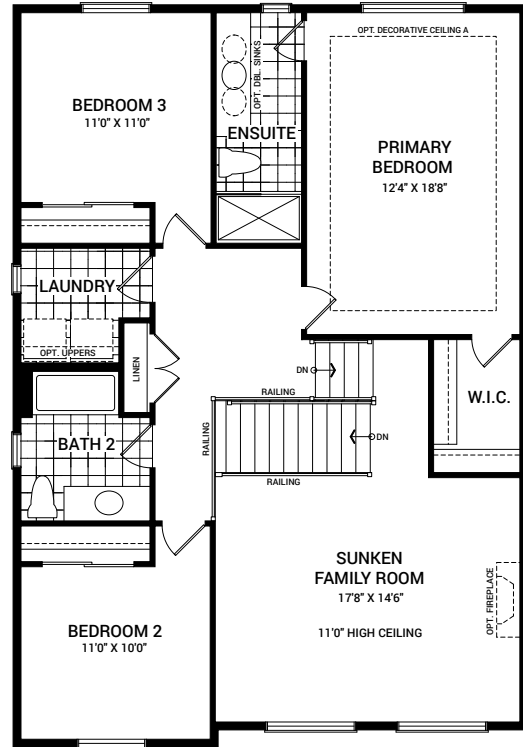 OPT. DECORATIVE CEILING A
BEDROOM 3
11'0" X 11'0"
OPT. DBL. SINKS
ENSUITE
PRIMARY
BEDROOM
12'4" X 18'8"
LAUNDRY
OPT. UPPERS
LINEN
DN
RAILING
W.I.C.
BATH 2
RAILING
DN
RAILING
SUNKEN
FAMILY ROOM
17'8" X 14'6"
11'0" HIGH CEILING
OPT. FIREPLACE
BEDROOM 2
11'0" X 10'0"